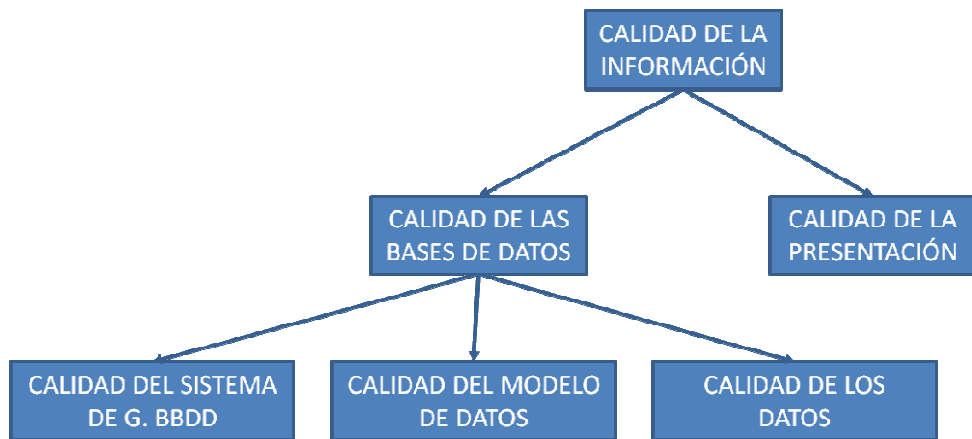 CALIDAD DE LA
INFORMACIÓN
CALIDAD DE LAS
BASES DE DATOS
CALIDAD DE LA
PRESENTACIÓN
CALIDAD DEL SISTEMA
DE G. BBDD
CALIDAD DEL MODELO
DE DATOS
CALIDAD DE LOS
DATOS